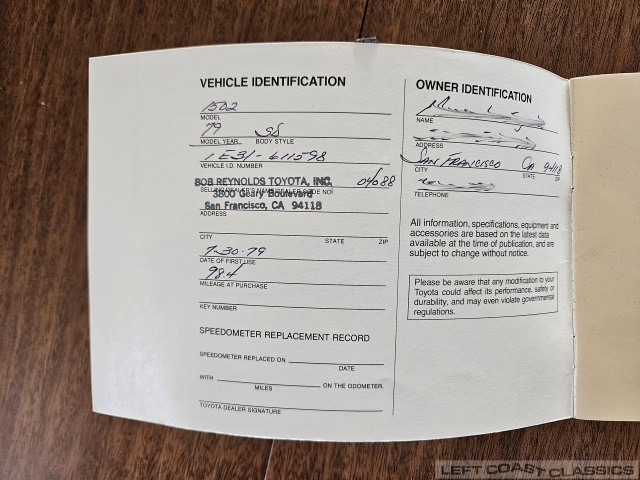 VEHICLE IDENTIFICATION
1502
MODEL
79 SS
MODEL YEAR BODY STYLE
TE51-611598
VEHICLE I.D. NUMBER
BOB REYNOLDS TOYOTA, INC. 04088
3800 Geary Boulevard
San Francisco, CA 94118
ADDRESS
CITY STATE ZIP
7-30-79
DATE OF FIRST USE
98.4
MILEAGE AT PURCHASE
KEY NUMBER
SPEEDOMETER REPLACEMENT RECORD
SPEEDOMETER REPLACED ON
DATE
WITH ON THE ODOMETER.
MILES
TOYOTA DEALER SIGNATURE
OWNER IDENTIFICATION
NAME
ADDRESS
SAN FRANCISCO CA 94118
CITY STATE ZIP
TELEPHONE
All information, specifications, equipment and
accessories are based on the latest data
available at the time of publication, and are
subject to change without notice.
Please be aware that any modification to your
Toyota could affect its performance, safety or
durability, and may even violate governmental
regulations.
LEFT COAST CLASSICS